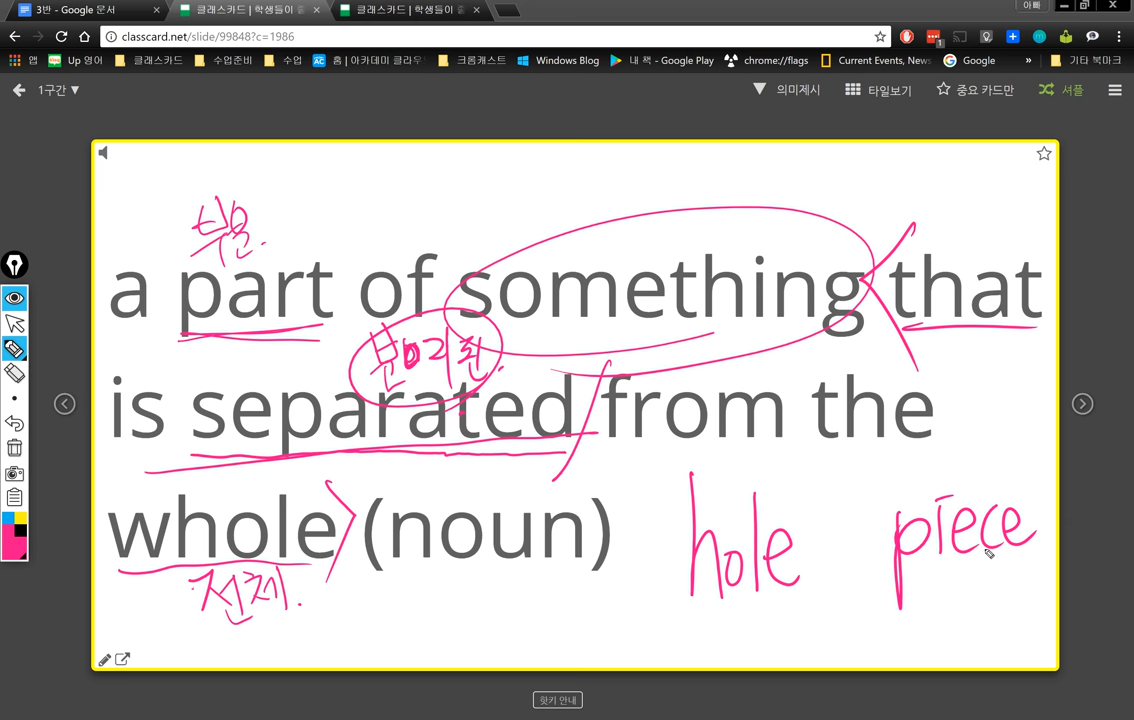 3반 - Google 문서
클래스카드 | 학생들이 즐
클래스카드 | 학생들이 즐
아빠
classcard.net/slide/99848?c=1986
앱
Up 영어
클래스카드
수업준비
수업
홈 | 아카데미 클라우
크롬캐스트
Windows Blog
내 책 - Google Play
chrome://flags
Current Events, News
Google
»
기타 북마크
1구간 ▼
▼ 의미제시
타일보기
중요 카드만
셔플
부분.
a part of something that
분리된.
is separated from the
whole (noun)
hole piece
전체.
핫키 안내